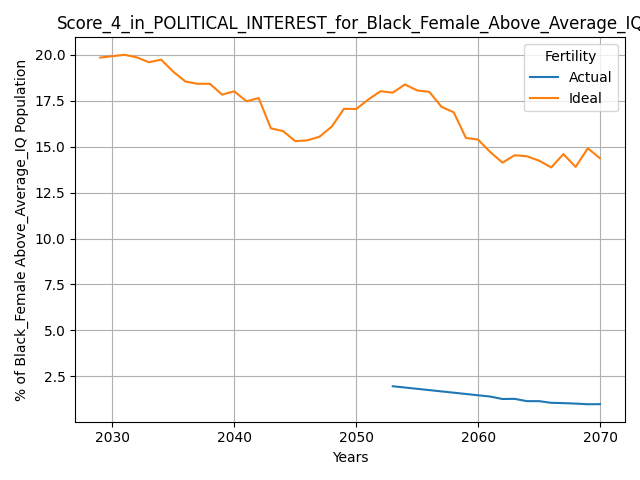 Score_4_in_POLITICAL_INTEREST_for_Black_Female_Above_Average_IQ
Fertility
Actual
Ideal
% of Black_Female Above_Average_IQ Population
20.0
17.5
15.0
12.5
10.0
7.5
5.0
2.5
2030
2040
2050
2060
2070
Years